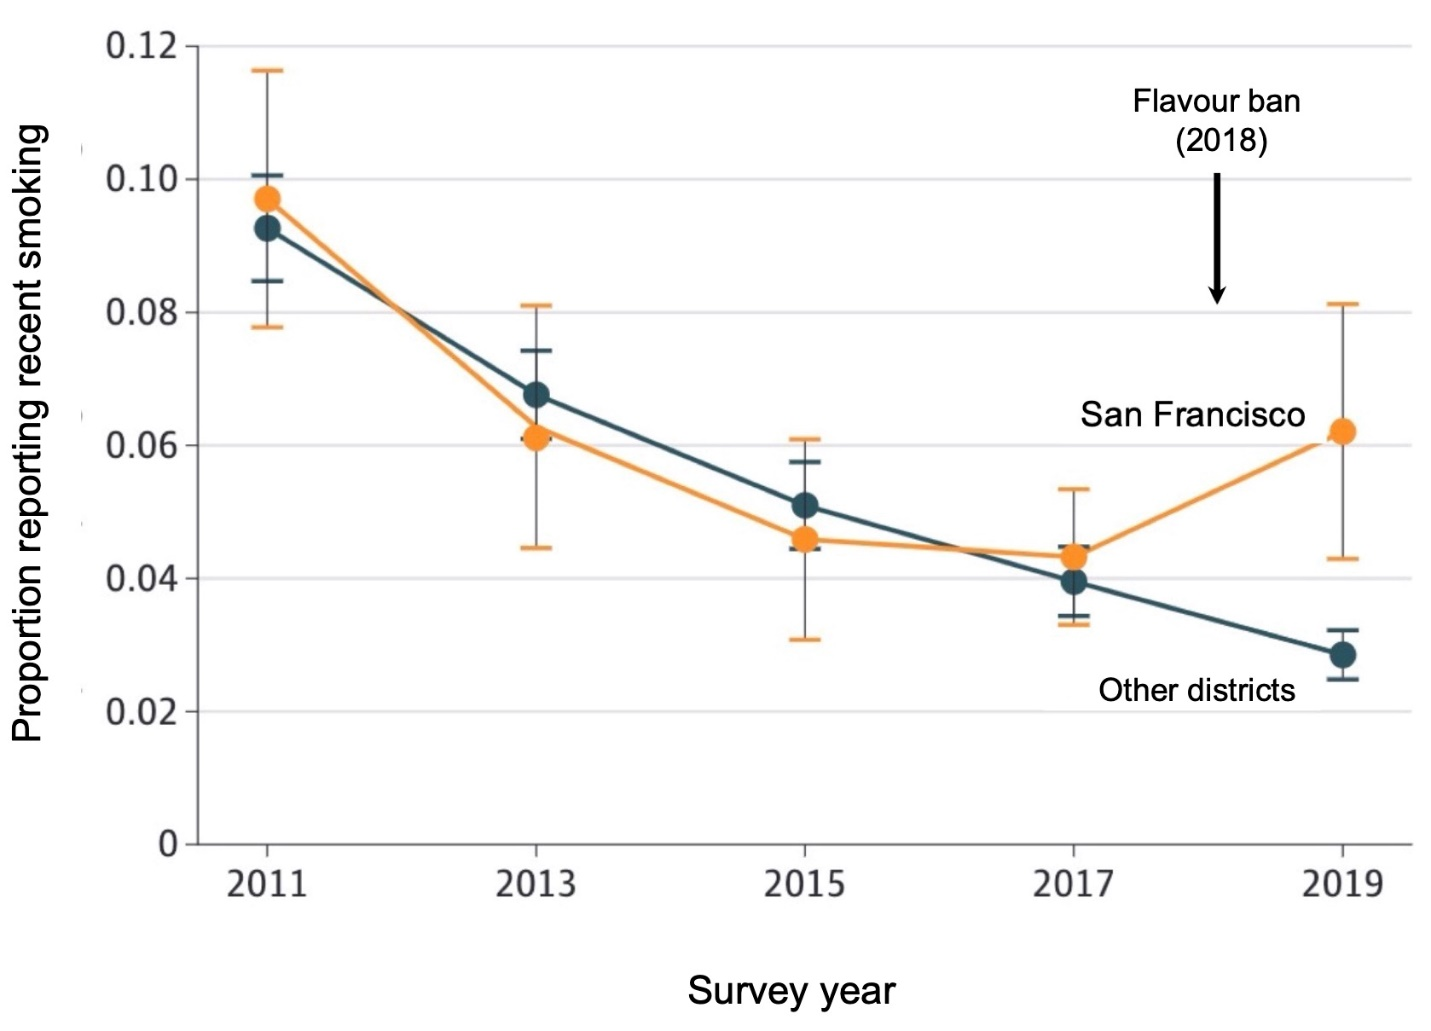 Proportion reporting recent smoking
0.12
0.10
0.08
0.06
0.04
0.02
0
Flavour ban
(2018)
San Francisco
Other districts
2011 2013 2015 2017 2019
Survey year